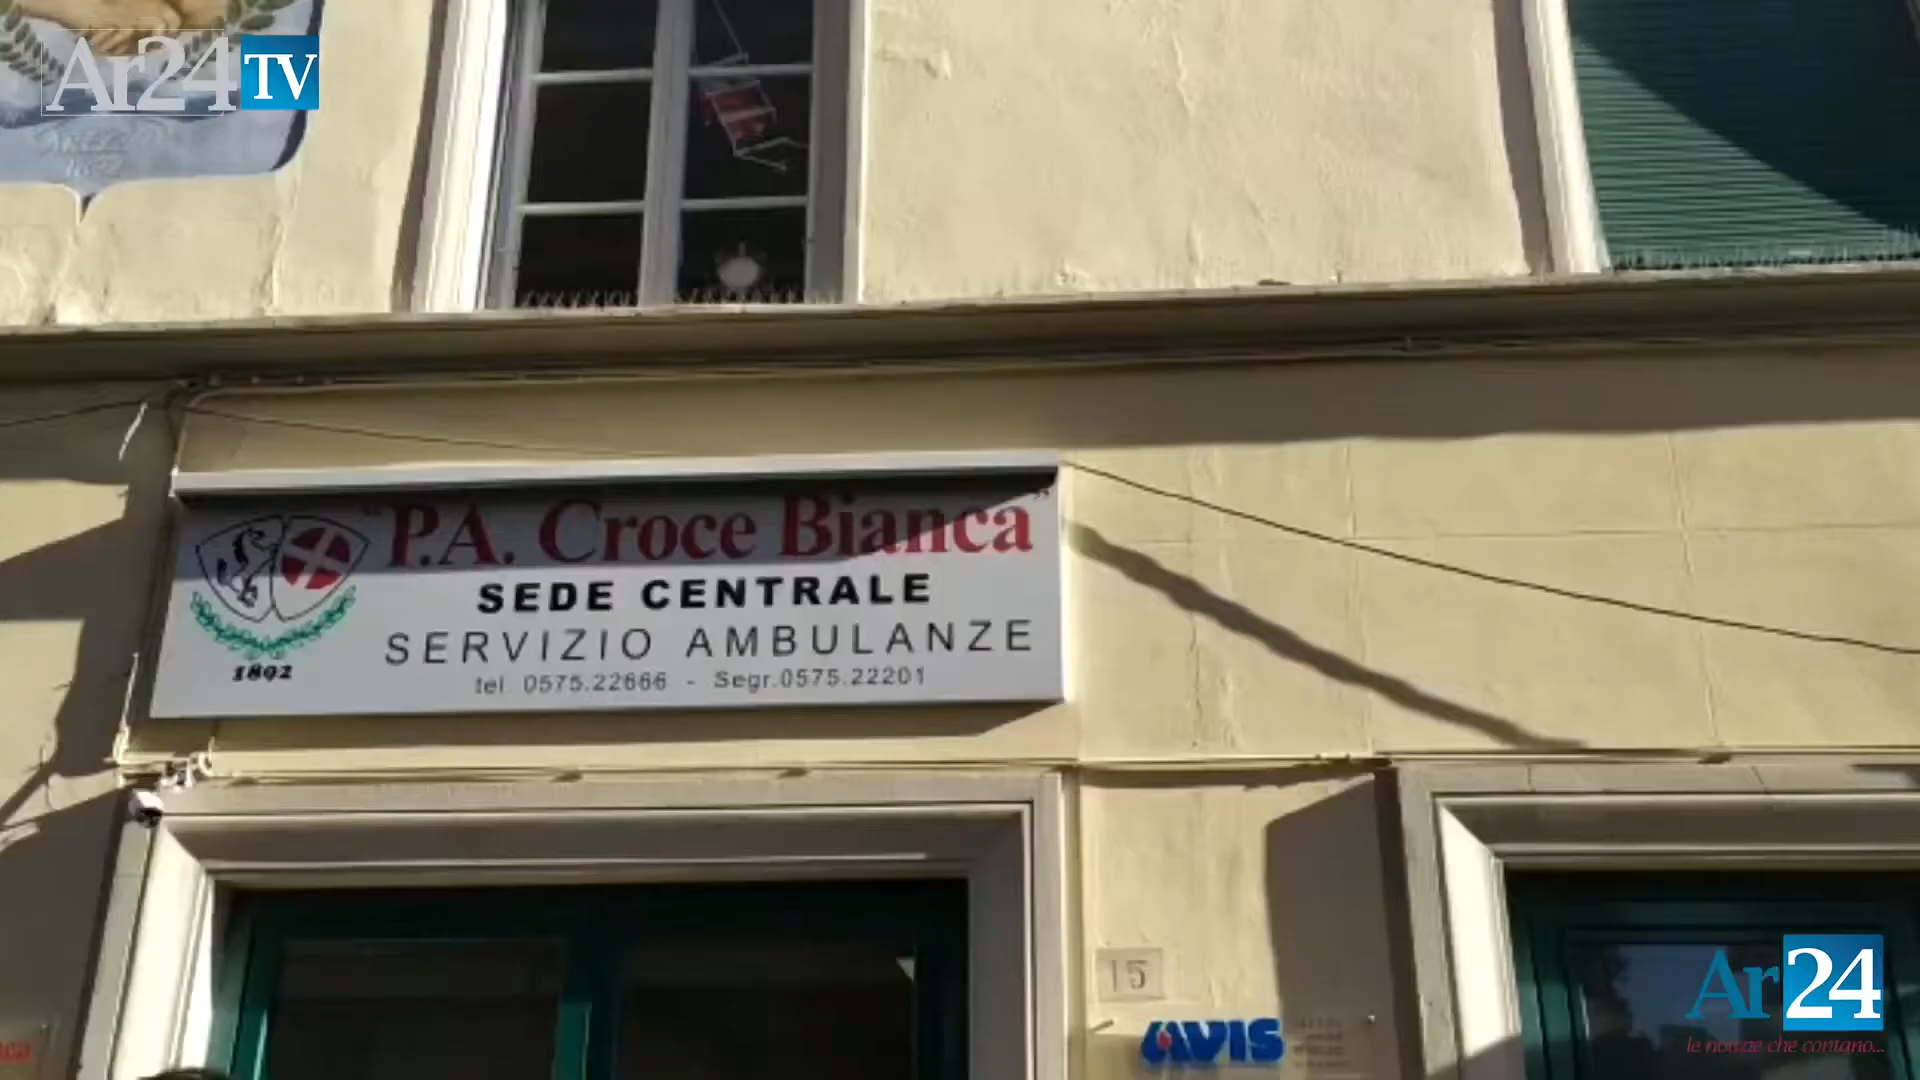 Ar24TV
AREZZO
"P.A. Croce Bianca"
SEDE CENTRALE
SERVIZIO AMBULANZE
tel. 0575.22666 - Segr.0575.22201
1892
15
AVIS
Ar24
le notizie che contano...